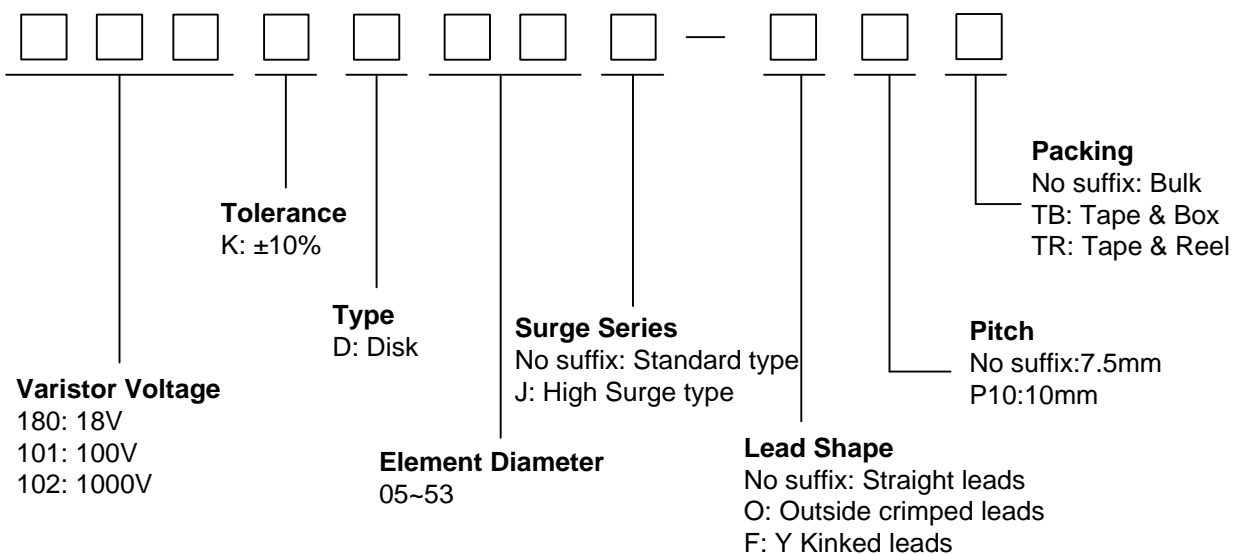 Varistor Voltage
180: 18V
101: 100V
102: 1000V
Tolerance
K: ±10%
Type
D: Disk
Element Diameter
05~53
Surge Series
No suffix: Standard type
J: High Surge type
Lead Shape
No suffix: Straight leads
O: Outside crimped leads
F: Y Kinked leads
Pitch
No suffix:7.5mm
P10:10mm
Packing
No suffix: Bulk
TB: Tape & Box
TR: Tape & Reel